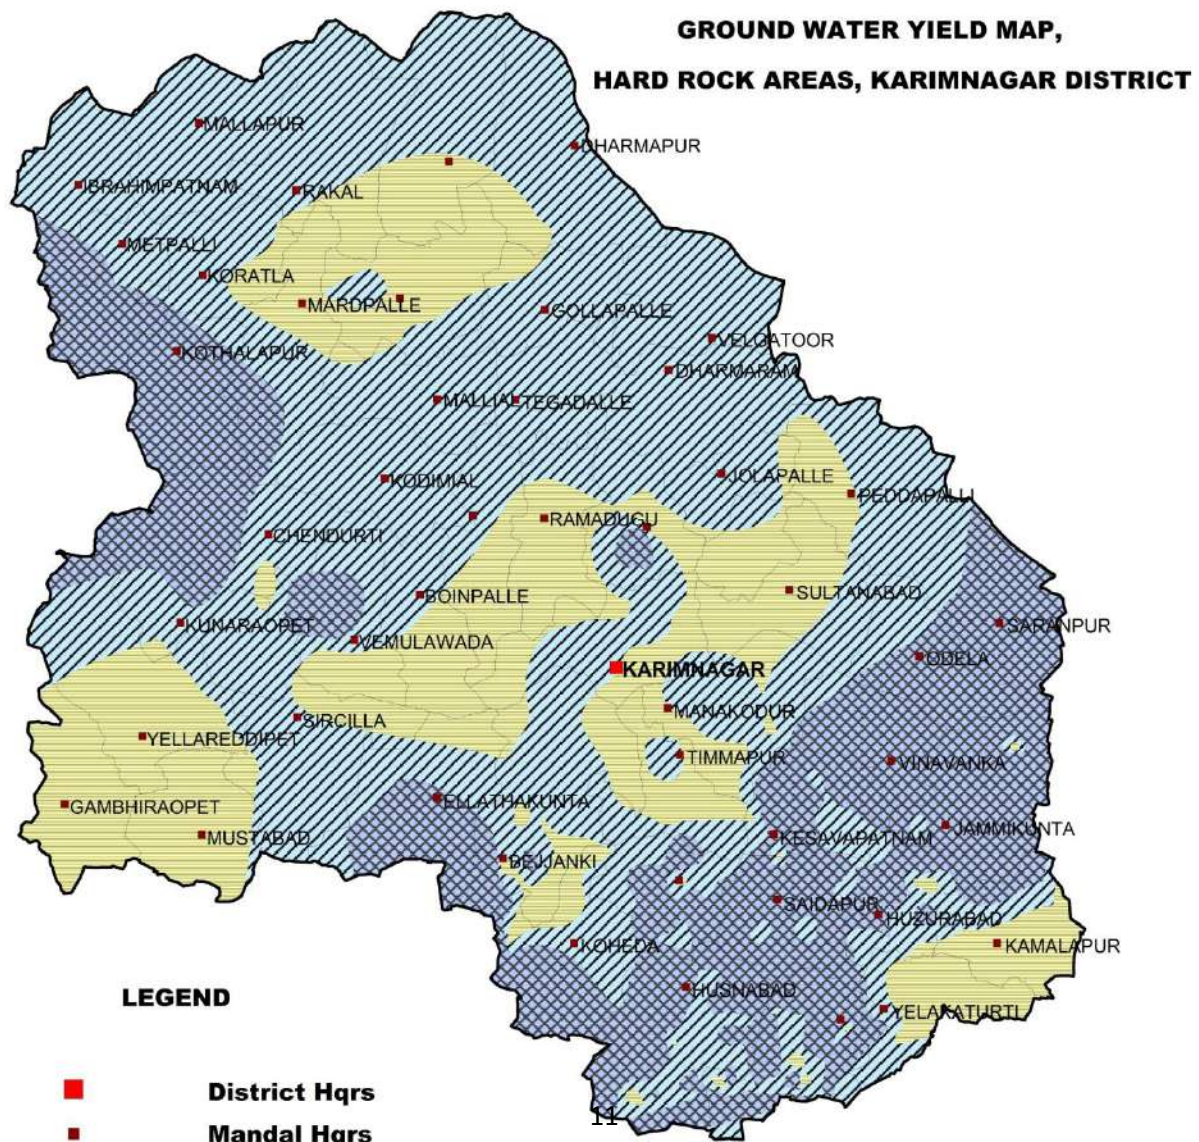 GROUND WATER YIELD MAP,
HARD ROCK AREAS, KARIMNAGAR DISTRICT
MALLAPUR
DHARMAPUR
IBRAHIMPATNAM
RAKAL
METPALLI
KORATLA
MARDPALLE
GOLLAPALLE
VELGATOOR
KOTHALAPUR
DHARMARAM
MALLIAL
TEGADALLE
KODIMIAL
JOLAPALLE
PEDDAPALLI
RAMADUGU
CHENDURTI
BOINPALLE
SULTANABAD
KUNARAOPET
SARANPUR
VEMULAWADA
ODELA
KARIMNAGAR
MANAKODUR
SIRCILLA
YELLAREDDIPET
TIMMAPUR
VINAVANKA
GAMBHIRAOPET
ELLATHAKUNTA
MUSTABAD
KESAVAPATNAM
JAMMIKUNTA
BEJJANKI
SAIDAPUR
HUZURABAD
KOHEDA
KAMALAPUR
HUSNABAD
YELAKATURTI
LEGEND
District Hqrs
Mandal Hqrs
11